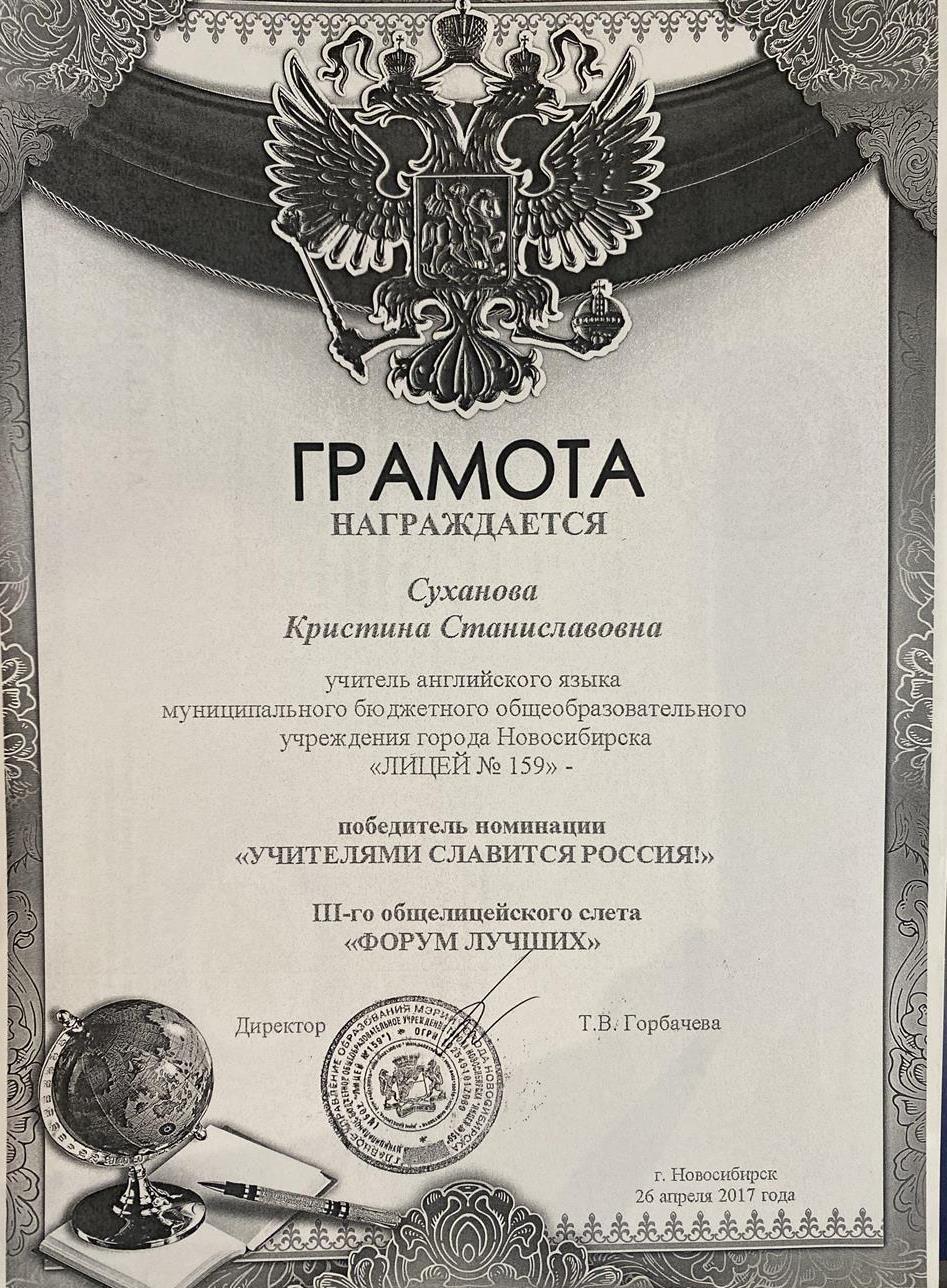 ГРАМОТА
НАГРАЖДАЕТСЯ
Суханова
Кристина Станиславовна
учитель английского языка
муниципального бюджетного общеобразовательного
учреждения города Новосибирска
«ЛИЦЕЙ № 159» -
победитель номинации
«УЧИТЕЛЯМИ СЛАВИТСЯ РОССИЯ!»
III-го общелицейского слета
«ФОРУМ ЛУЧШИХ»
Директор
Т.В. Горбачева
г. Новосибирск
26 апреля 2017 года